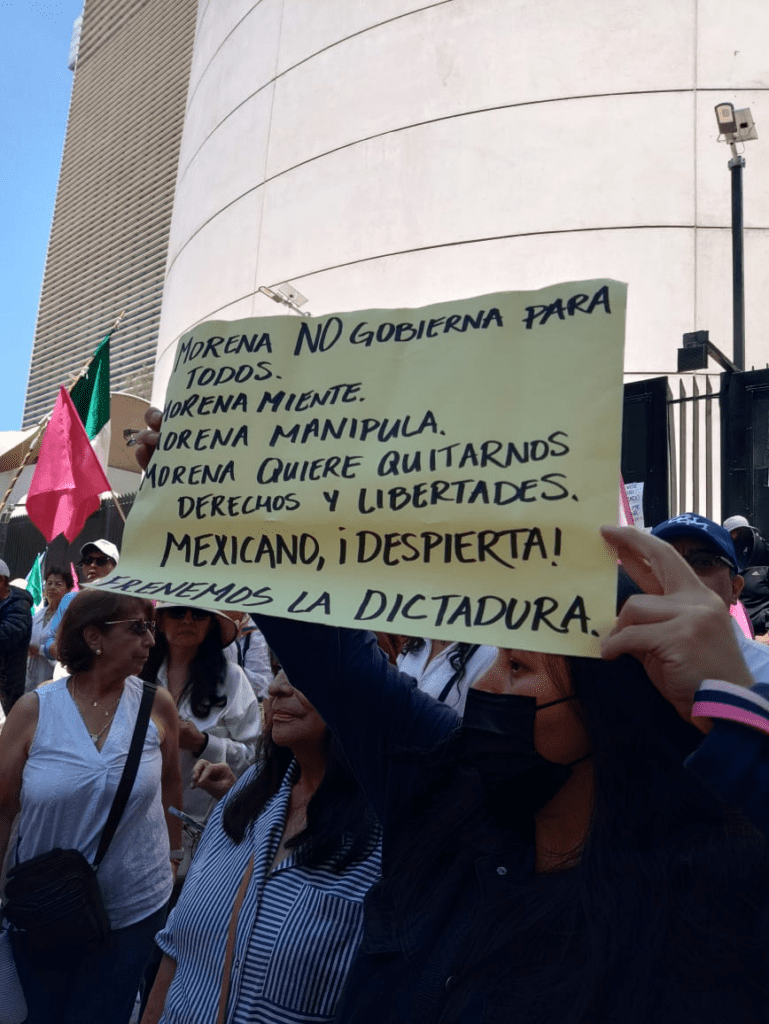 MORENA NO GOBIERNA PARA
TODOS.
MORENA MIENTE.
MORENA MANIPULA.
MORENA QUIERE QUITARNOS
DERECHOS Y LIBERTADES.
MEXICANO, ¡DESPIERTA!
FRENEMOS LA DICTADURA.